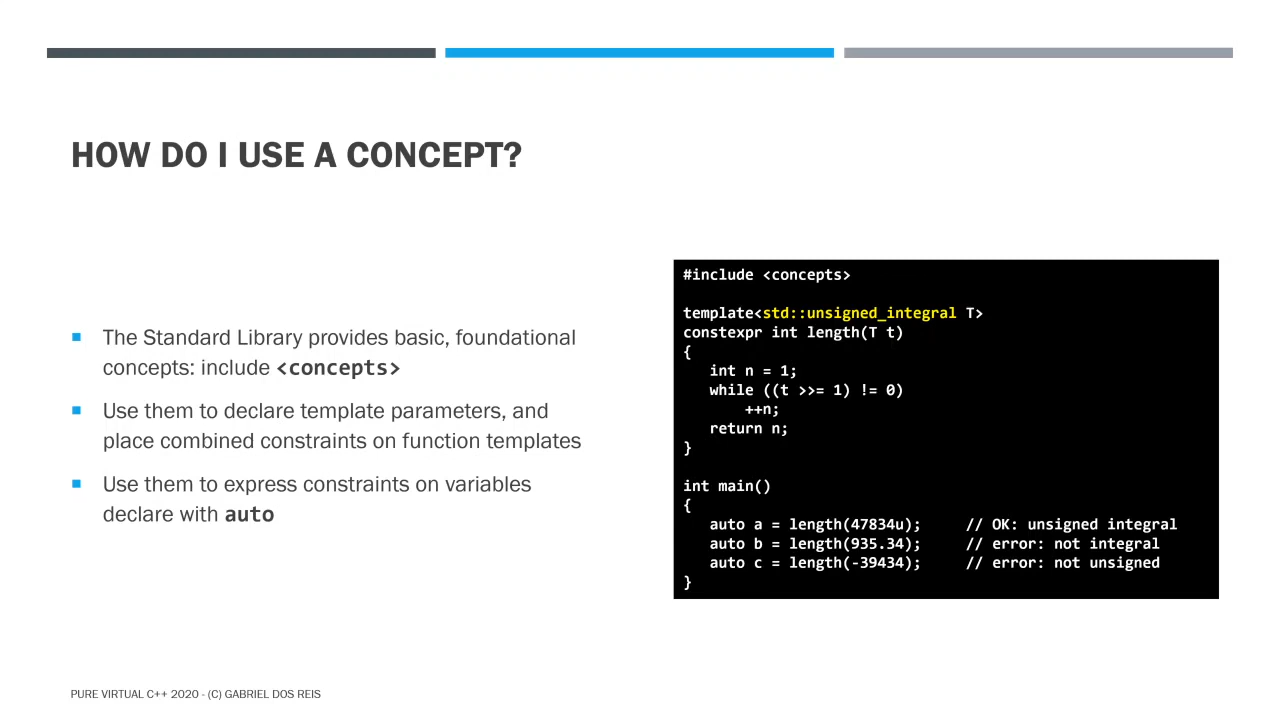 HOW DO I USE A CONCEPT?
The Standard Library provides basic, foundational
concepts: include <concepts>
Use them to declare template parameters, and
place combined constraints on function templates
Use them to express constraints on variables
declare with auto
#include <concepts>
template<std::unsigned_integral T>
constexpr int length(T t)
{
   int n = 1;
   while ((t >>= 1) != 0)
       ++n;
   return n;
}
int main()
{
   auto a = length(47834u);     // OK: unsigned integral
   auto b = length(935.34);     // error: not integral
   auto c = length(-39434);     // error: not unsigned
}
PURE VIRTUAL C++ 2020 - (C) GABRIEL DOS REIS